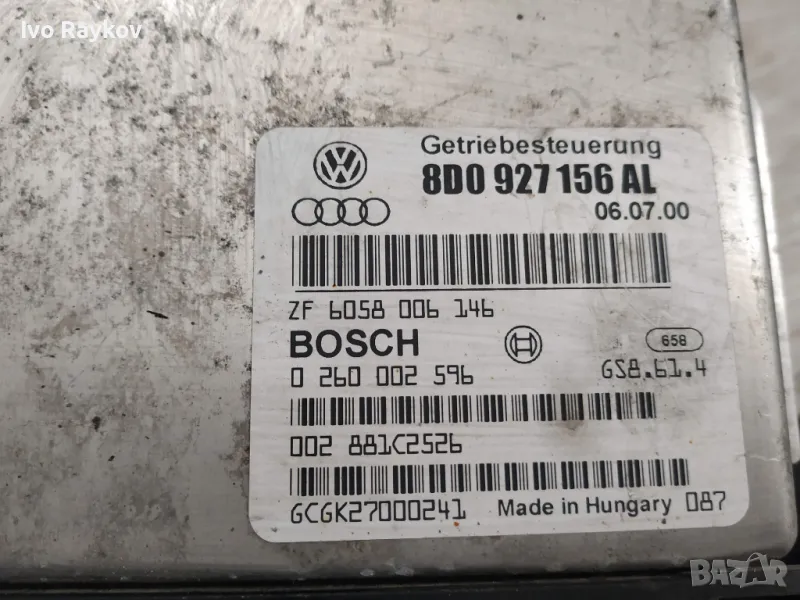 Ivo Raykov
Getriebesteuerung
8D0 927 156 AL
06.07.00
ZF 6058 006 146
BOSCH
658
0 260 002 596
GS8.61.4
002 881C2526
GCGK27000241 Made in Hungary 087
BAZAR